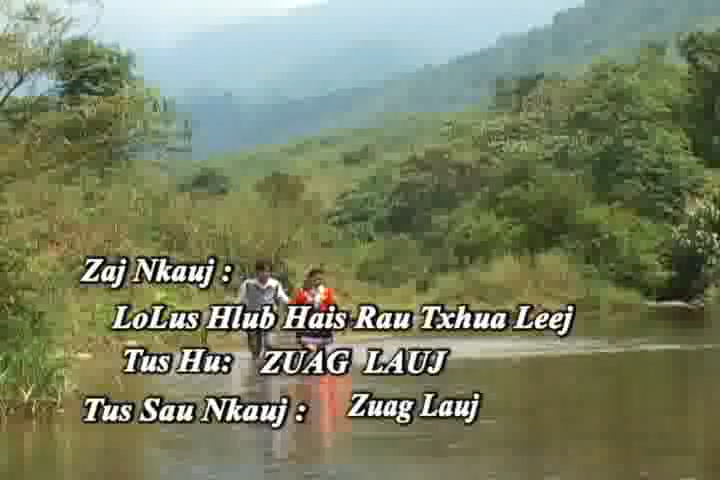 Zaj Nkauj :
LoLus Hlub Hais Rau Txhua Leej
Tus Hu: ZUAG LAUJ
Tus Sau Nkauj : Zuag Lauj